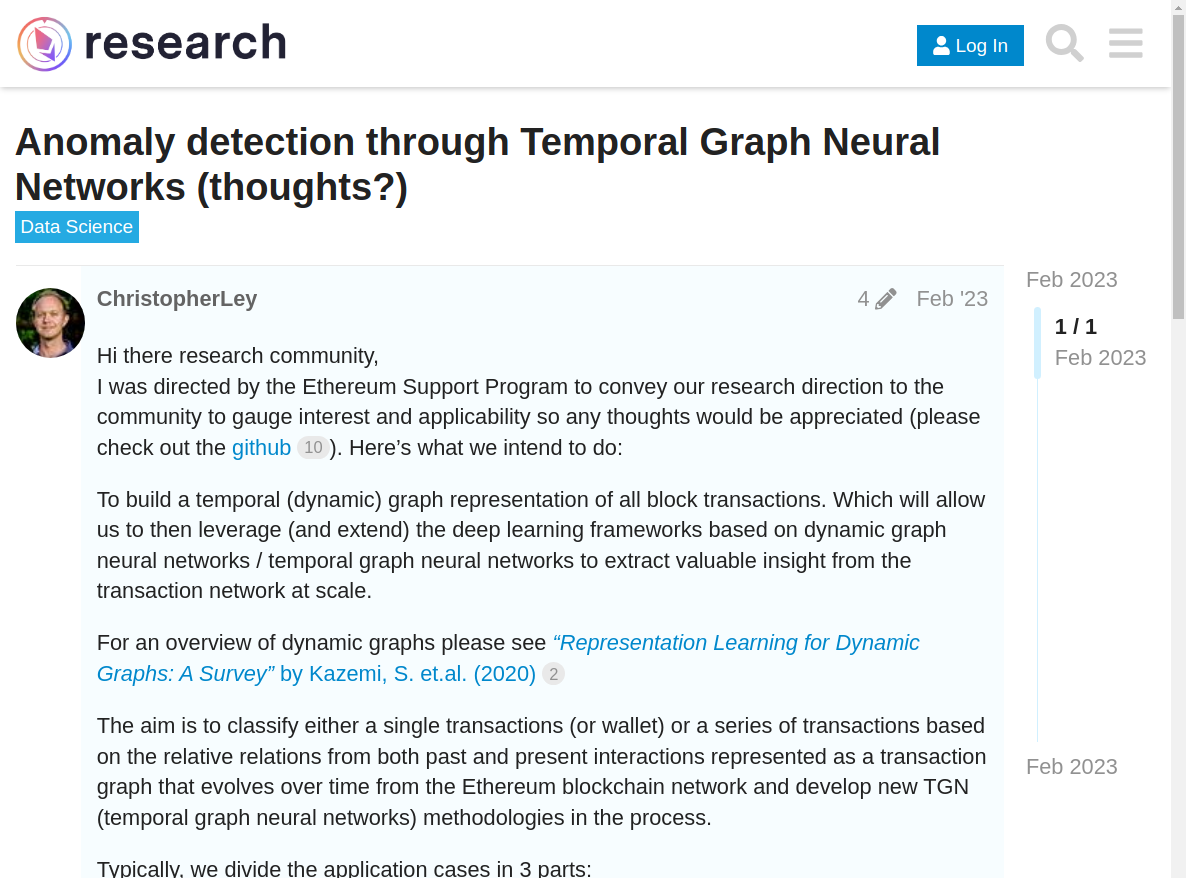 research
Log In
Anomaly detection through Temporal Graph Neural
Networks (thoughts?)
Data Science
ChristopherLey
4
Feb '23
Hi there research community,
I was directed by the Ethereum Support Program to convey our research direction to the
community to gauge interest and applicability so any thoughts would be appreciated (please
check out the github 10). Here’s what we intend to do:
To build a temporal (dynamic) graph representation of all block transactions. Which will allow
us to then leverage (and extend) the deep learning frameworks based on dynamic graph
neural networks / temporal graph neural networks to extract valuable insight from the
transaction network at scale.
For an overview of dynamic graphs please see “Representation Learning for Dynamic
Graphs: A Survey” by Kazemi, S. et.al. (2020) 2
The aim is to classify either a single transactions (or wallet) or a series of transactions based
on the relative relations from both past and present interactions represented as a transaction
graph that evolves over time from the Ethereum blockchain network and develop new TGN
(temporal graph neural networks) methodologies in the process.
Typically, we divide the application cases in 3 parts:
Feb 2023
1 / 1
Feb 2023
Feb 2023